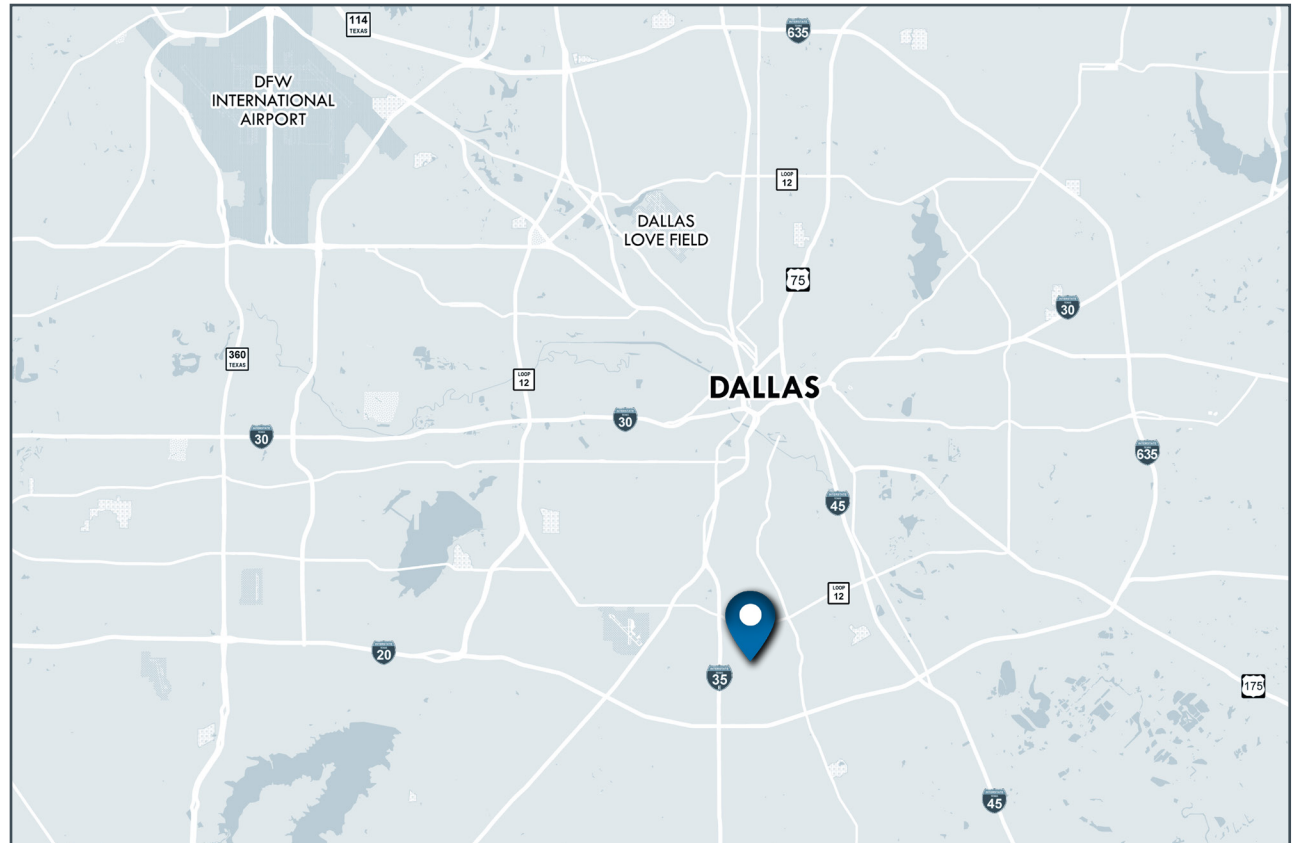 114
TEXAS
635
DFW
INTERNATIONAL
AIRPORT
LOOP
12
DALLAS
LOVE FIELD
75
30
360
TEXAS
LOOP
12
DALLAS
30
30
635
45
LOOP
12
20
35
E
175
45